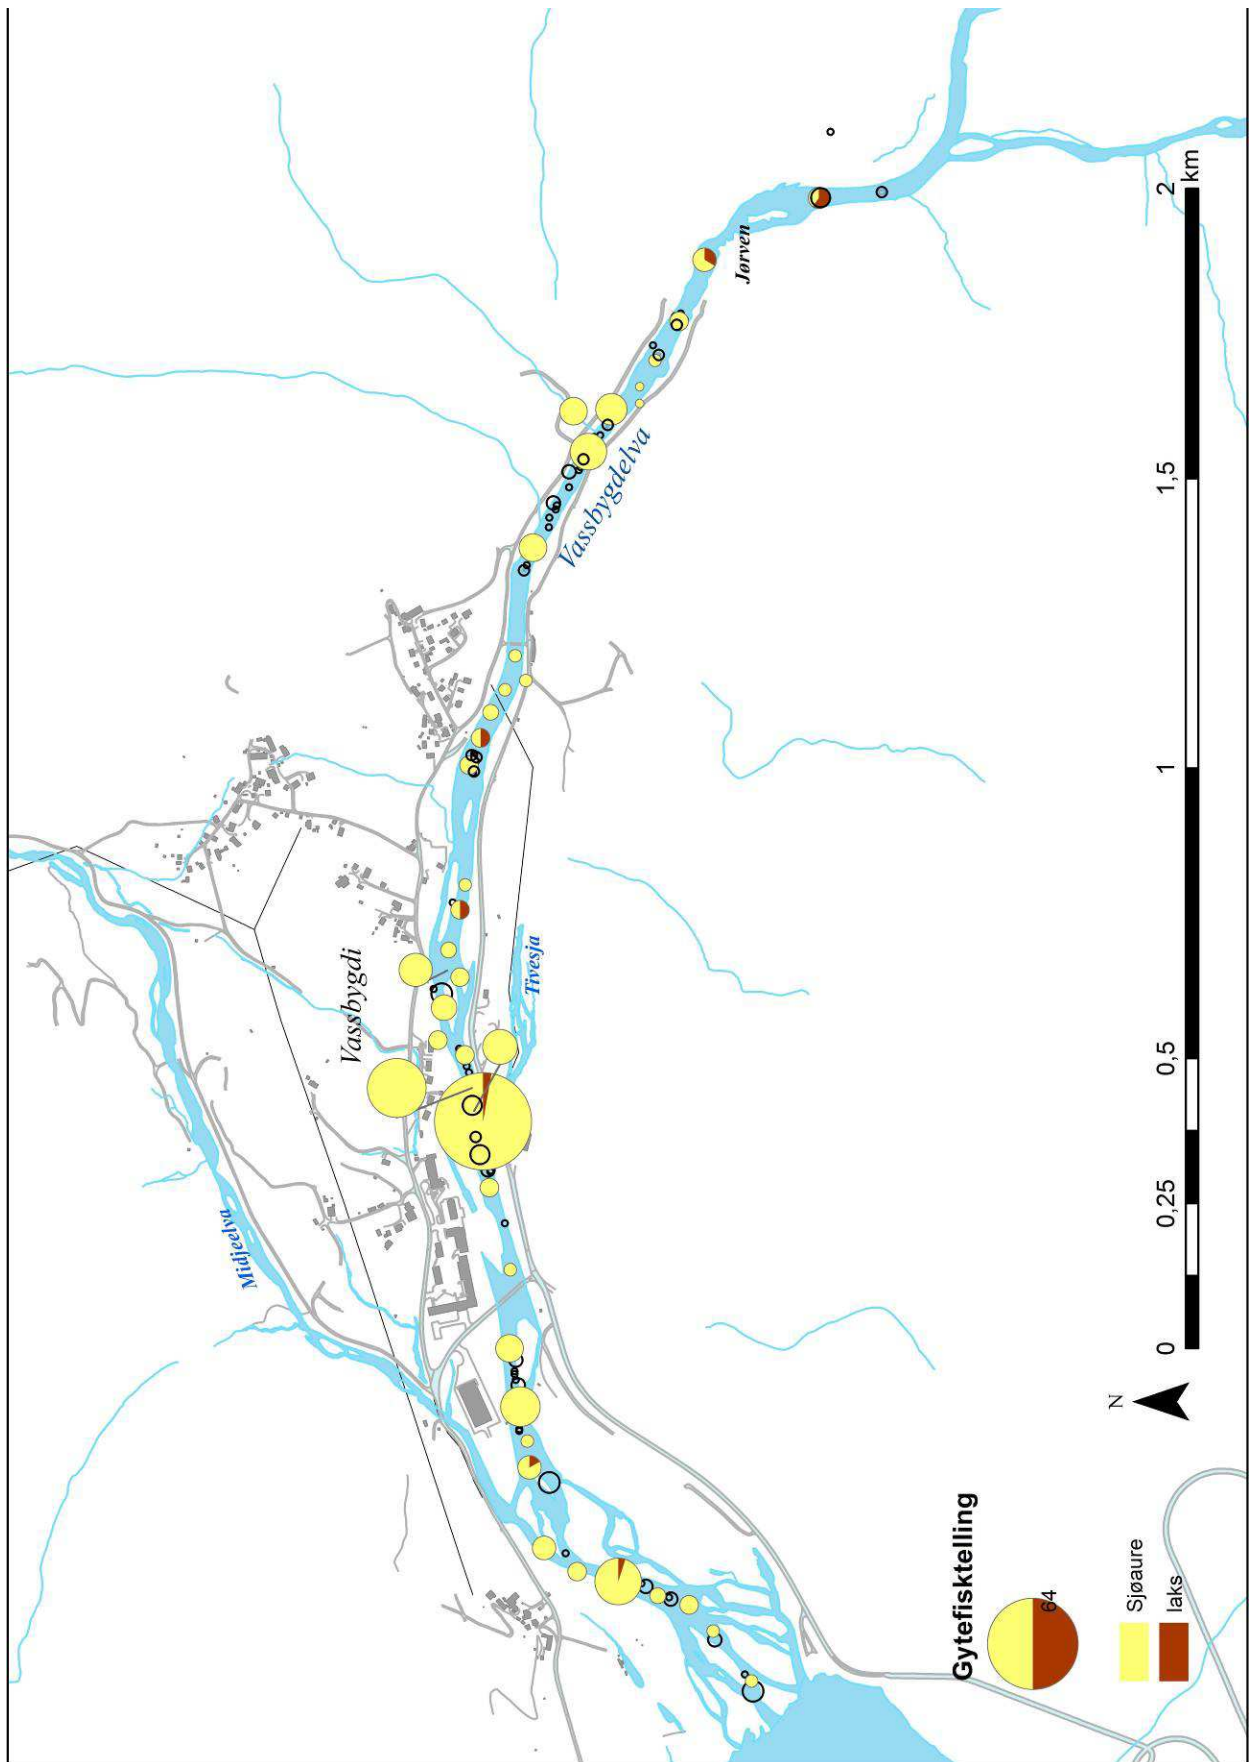 Jørven
Vassbygdelva
Vassbygdi
Tivesja
Midjeelva
0
0,25
0,5
1
1,5
2
km
N
Gytefisktelling
64
Sjøaure
laks